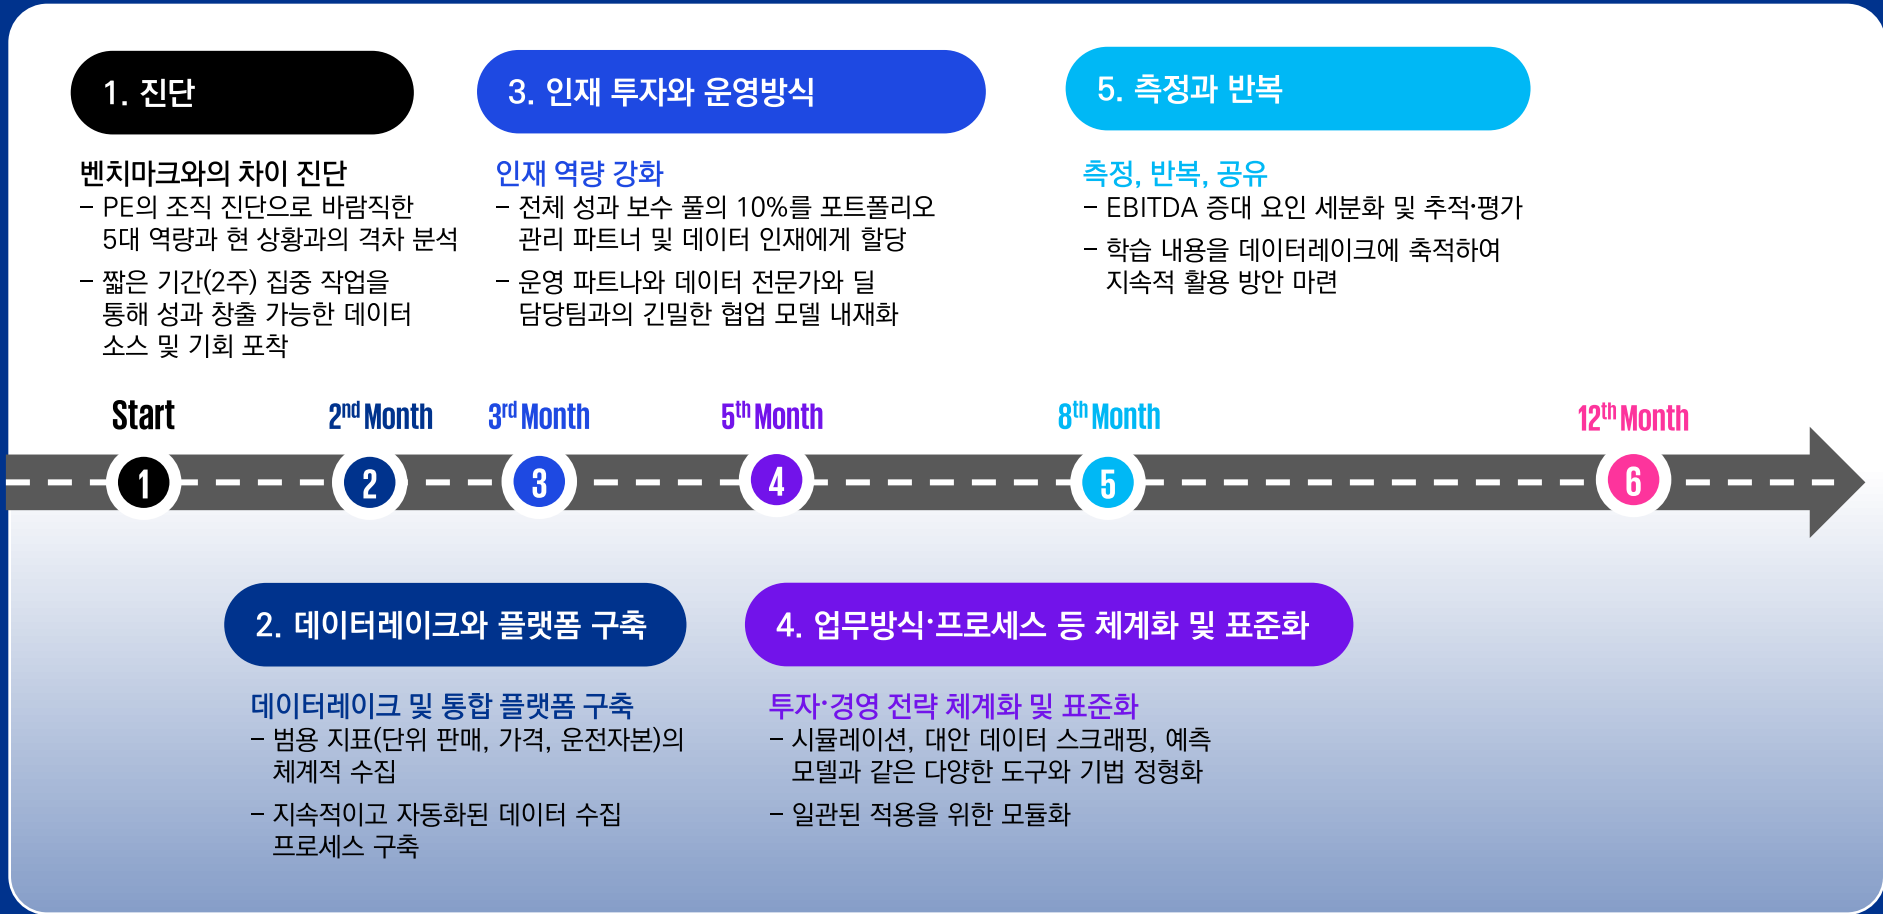 1. 진단
벤치마크와의 차이 진단
– PE의 조직 진단으로 바람직한
5대 역량과 현 상황과의 격차 분석
– 짧은 기간(2주) 집중 작업을
통해 성과 창출 가능한 데이터
소스 및 기회 포착
3. 인재 투자와 운영방식
인재 역량 강화
– 전체 성과 보수 풀의 10%를 포트폴리오
관리 파트너 및 데이터 인재에게 할당
– 운영 파트나와 데이터 전문가와 딜
담당팀과의 긴밀한 협업 모델 내재화
5. 측정과 반복
측정, 반복, 공유
– EBITDA 증대 요인 세분화 및 추적·평가
– 학습 내용을 데이터레이크에 축적하여
지속적 활용 방안 마련
Start
2nd Month
3rd Month
5th Month
8th Month
12th Month
1
2
3
4
5
6
2. 데이터레이크와 플랫폼 구축
데이터레이크 및 통합 플랫폼 구축
– 범용 지표(단위 판매, 가격, 운전자본)의
체계적 수집
– 지속적이고 자동화된 데이터 수집
프로세스 구축
4. 업무방식·프로세스 등 체계화 및 표준화
투자·경영 전략 체계화 및 표준화
– 시뮬레이션, 대안 데이터 스크래핑, 예측
모델과 같은 다양한 도구와 기법 정형화
– 일관된 적용을 위한 모듈화